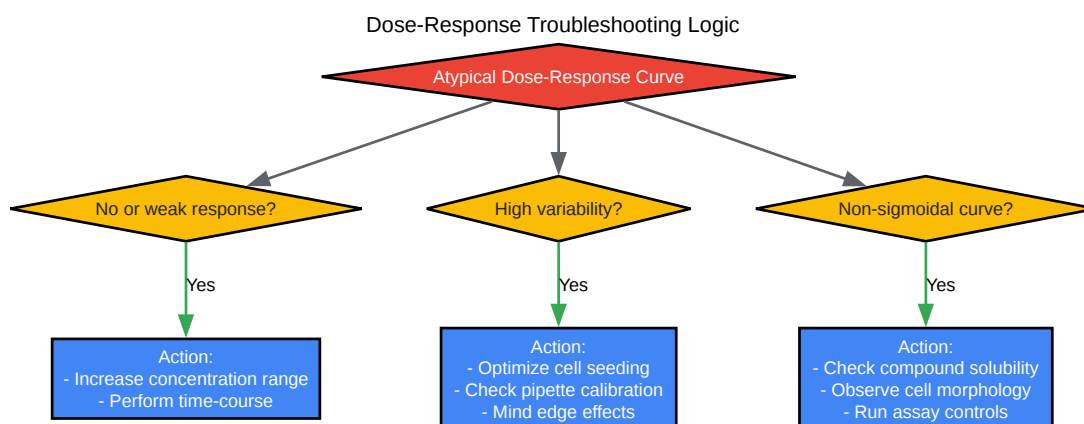 Dose-Response Troubleshooting Logic
Atypical Dose-Response Curve
No or weak response?
High variability?
Non-sigmoidal curve?
Yes
Yes
Yes
Action:
- Increase concentration range
- Perform time-course
Action:
- Optimize cell seeding
- Check pipette calibration
- Mind edge effects
Action:
- Check compound solubility
- Observe cell morphology
- Run assay controls